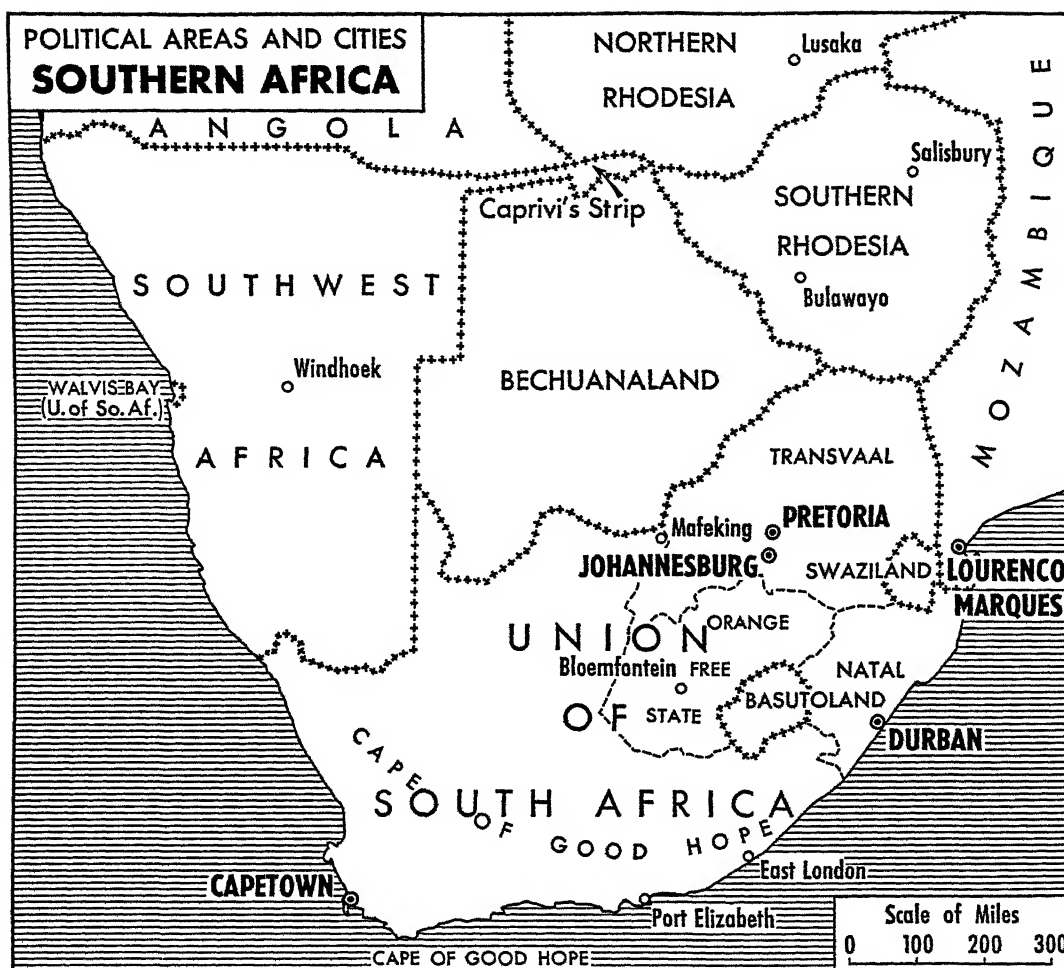 POLITICAL AREAS AND CITIES
SOUTHERN AFRICA
NORTHERN
RHODESIA
Lusaka
ANGOLA
MOZAMBIQUE
Salisbury
Caprivi's Strip
SOUTHERN
RHODESIA
Bulawayo
SOUTHWEST
AFRICA
Windhoek
WALVIS BAY
(U. of So. Af.)
BECHUANALAND
TRANSVAAL
Mafeking
PRETORIA
JOHANNESBURG
SWAZILAND
LOURENCO
MARQUES
UNION
OF
SOUTH AFRICA
ORANGE
FREE
STATE
Bloemfontein
NATAL
BASUTOLAND
DURBAN
CAPE
OF
GOOD HOPE
East London
CAPETOWN
Port Elizabeth
CAPE OF GOOD HOPE
Scale of Miles
0 100 200 300